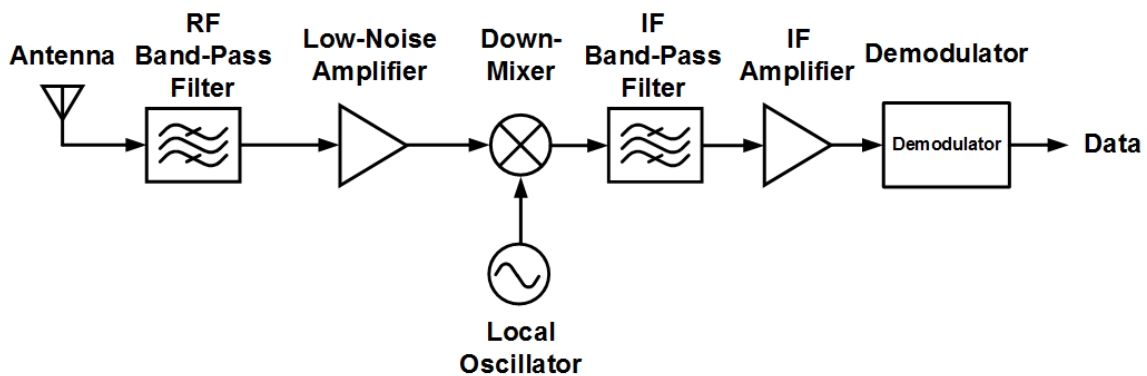 Antenna
RF
Band-Pass
Filter
Low-Noise
Amplifier
Down-
Mixer
IF
Band-Pass
Filter
IF
Amplifier
Demodulator
Demodulator
Data
Local
Oscillator